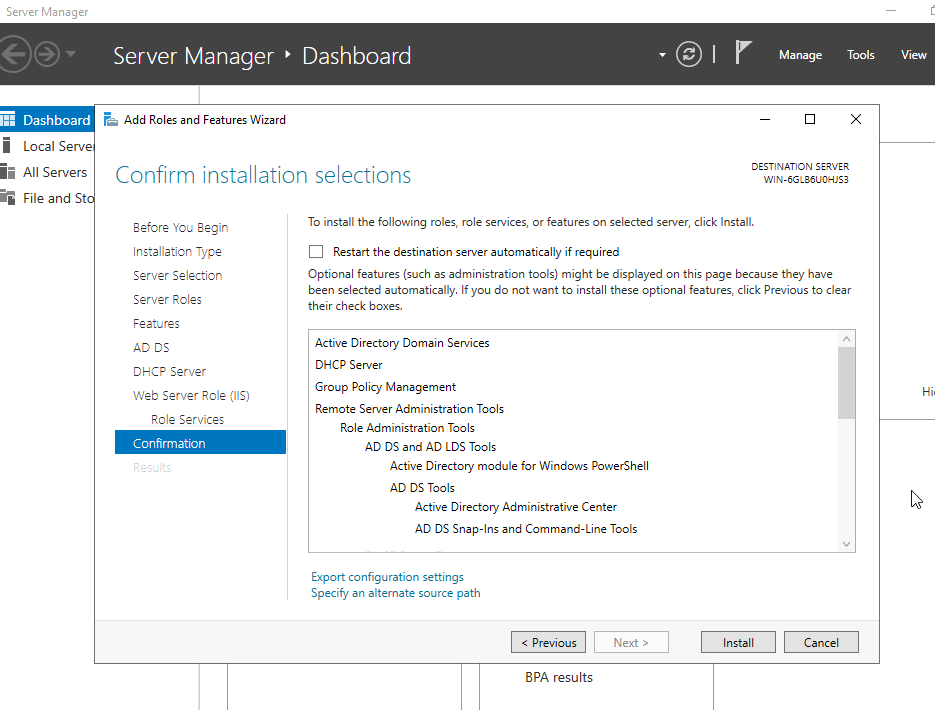 Server Manager
Server Manager ‣ Dashboard
Manage Tools View
Dashboard
Local Server
All Servers
File and Sto
Add Roles and Features Wizard
Confirm installation selections
DESTINATION SERVER
WIN-6GLB6U0HJS3
Before You Begin
Installation Type
Server Selection
Server Roles
Features
AD DS
DHCP Server
Web Server Role (IIS)
Role Services
Confirmation
Results
To install the following roles, role services, or features on selected server, click Install.
Restart the destination server automatically if required
Optional features (such as administration tools) might be displayed on this page because they have
been selected automatically. If you do not want to install these optional features, click Previous to clear
their check boxes.
Active Directory Domain Services
DHCP Server
Group Policy Management
Remote Server Administration Tools
Role Administration Tools
AD DS and AD LDS Tools
Active Directory module for Windows PowerShell
AD DS Tools
Active Directory Administrative Center
AD DS Snap-Ins and Command-Line Tools
Export configuration settings
Specify an alternate source path
< Previous Next > Install Cancel
Hi
BPA results